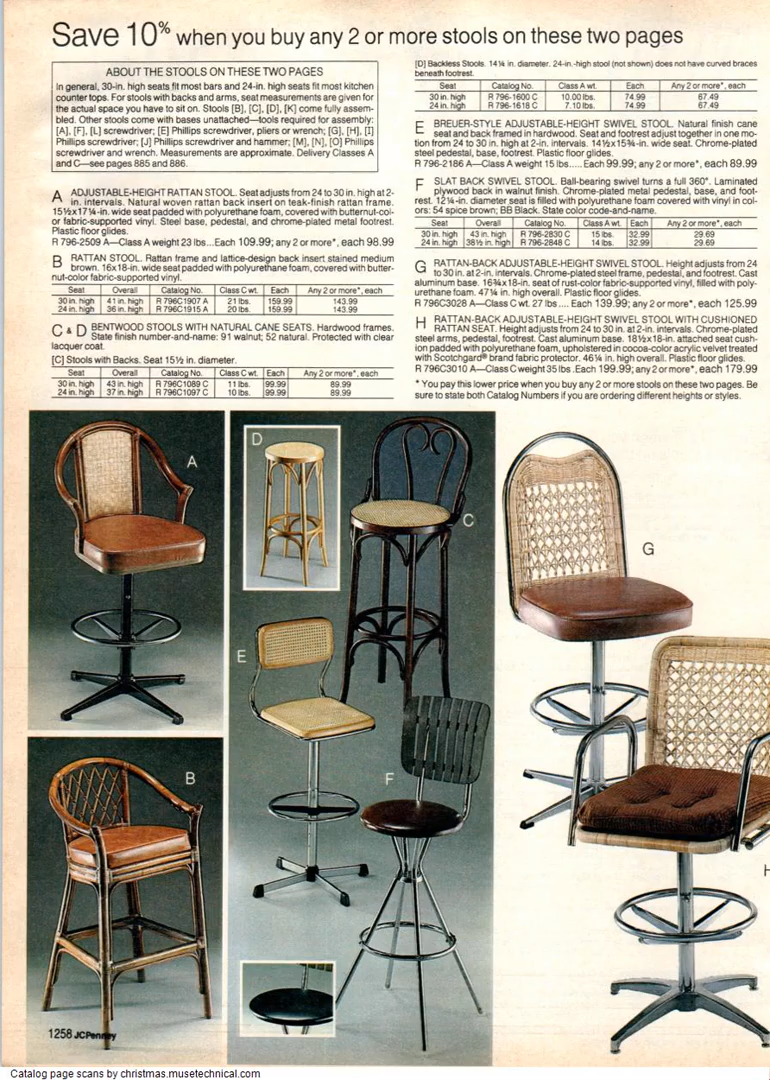 Save 10% when you buy any 2 or more stools on these two pages
ABOUT THE STOOLS ON THESE TWO PAGES
In general, 30-in. high seats fit most bars and 24-in. high seats fit most kitchen
counter tops. For stools with backs and arms, seat measurements are given for
the actual space you have to sit on. Stools [B], [C], [D], [K] come fully assem-
bled. Other stools come with bases unattached—tools required for assembly:
[A], [F], [L] screwdriver; [E] Phillips screwdriver, pliers or wrench; [G], [H], [I]
Phillips screwdriver; [J] Phillips screwdriver and hammer; [M], [N], [O] Phillips
screwdriver and wrench. Measurements are approximate. Delivery Classes A
and C—see pages 885 and 886.
A ADJUSTABLE-HEIGHT RATTAN STOOL. Seat adjusts from 24 to 30 in. high at 2-
in. intervals. Natural woven rattan back insert on teak-finish rattan frame.
15½x17¼-in. wide seat padded with polyurethane foam, covered with butternut-col-
or fabric-supported vinyl. Steel base, pedestal, and chrome-plated metal footrest.
Plastic floor glides.
R 796-2509 A—Class A weight 23 lbs...Each 109.99; any 2 or more*, each 98.99
B RATTAN STOOL. Rattan frame and lattice-design back insert stained medium
brown. 16x18-in. wide seat padded with polyurethane foam, covered with butter-
nut-color fabric-supported vinyl.
Seat Overall Catalog No. Class C wt. Each Any 2 or more*, each
30 in. high 41 in. high R 796C1907 A 21 lbs. 159.99 143.99
24 in. high 36 in. high R 796C1915 A 20 lbs. 159.99 143.99
C & D BENTWOOD STOOLS WITH NATURAL CANE SEATS. Hardwood frames.
State finish number-and-name: 91 walnut; 52 natural. Protected with clear
lacquer coat.
[C] Stools with Backs. Seat 15½ in. diameter.
Seat Overall Catalog No. Class C wt. Each Any 2 or more*, each
30 in. high 43 in. high R 796C1089 C 11 lbs. 99.99 89.99
24 in. high 37 in. high R 796C1097 C 10 lbs. 99.99 89.99
[D] Backless Stools. 14¼ in. diameter. 24-in.-high stool (not shown) does not have curved braces
beneath footrest.
Seat Catalog No. Class A wt. Each Any 2 or more*, each
30 in. high R 796-1600 C 10.00 lbs. 74.99 67.49
24 in. high R 796-1618 C 7.10 lbs. 74.99 67.49
E BREUER-STYLE ADJUSTABLE-HEIGHT SWIVEL STOOL. Natural finish cane
seat and back framed in hardwood. Seat and footrest adjust together in one mo-
tion from 24 to 30 in. high at 2-in. intervals. 14½x15¾-in. wide seat. Chrome-plated
steel pedestal, base, footrest. Plastic floor glides.
R 796-2186 A—Class A weight 15 lbs.....Each 99.99; any 2 or more*, each 89.99
F SLAT BACK SWIVEL STOOL. Ball-bearing swivel turns a full 360°. Laminated
plywood back in walnut finish. Chrome-plated metal pedestal, base, and foot-
rest. 12¼-in. diameter seat is filled with polyurethane foam covered with vinyl in col-
ors: 54 spice brown; BB Black. State color code-and-name.
Seat Overall Catalog No. Class A wt. Each Any 2 or more*, each
30 in. high 43 in. high R 796-2830 C 15 lbs. 32.99 29.69
24 in. high 38½ in. high R 796-2848 C 14 lbs. 32.99 29.69
G RATTAN-BACK ADJUSTABLE-HEIGHT SWIVEL STOOL. Height adjusts from 24
to 30 in. at 2-in. intervals. Chrome-plated steel frame, pedestal, and footrest. Cast
aluminum base. 16¾x18-in. seat of rust-color fabric-supported vinyl, filled with poly-
urethane foam. 47¼ in. high overall. Plastic floor glides.
R 796C3028 A—Class C wt. 27 lbs .... Each 139.99; any 2 or more*, each 125.99
H RATTAN-BACK ADJUSTABLE-HEIGHT SWIVEL STOOL WITH CUSHIONED
RATTAN SEAT. Height adjusts from 24 to 30 in. at 2-in. intervals. Chrome-plated
steel arms, pedestal, footrest. Cast aluminum base. 18½x18-in. attached seat cush-
ion padded with polyurethane foam, upholstered in cocoa-color acrylic velvet treated
with Scotchgard® brand fabric protector. 46¼ in. high overall. Plastic floor glides.
R 796C3010 A—Class C weight 35 lbs .Each 199.99; any 2 or more*, each 179.99
* You pay this lower price when you buy any 2 or more stools on these two pages. Be
sure to state both Catalog Numbers if you are ordering different heights or styles.
A
D
C
G
E
B
F
H
1258 JCPenney
Catalog page scans by christmas.musetechnical.com